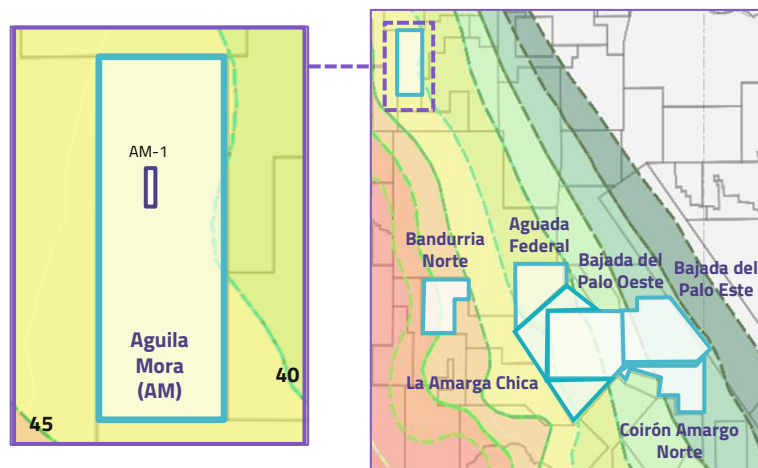 AM-1
Aguila
Mora
(AM)
40
45
Bandurria
Norte
Aguada
Federal
Bajada del
Palo Oeste
Bajada del
Palo Este
La Amarga Chica
Coirón Amargo
Norte